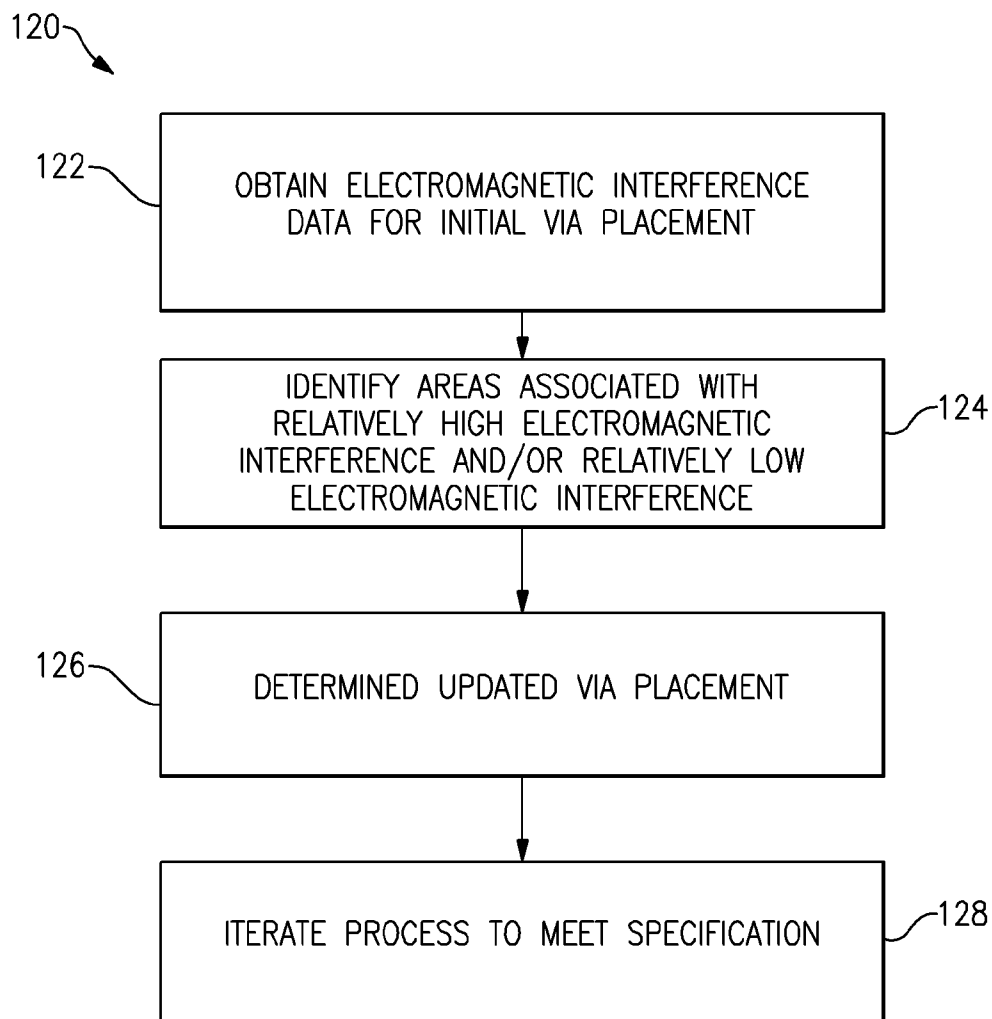 120
122
OBTAIN ELECTROMAGNETIC INTERFERENCE
DATA FOR INITIAL VIA PLACEMENT
IDENTIFY AREAS ASSOCIATED WITH
RELATIVELY HIGH ELECTROMAGNETIC
INTERFERENCE AND/OR RELATIVELY LOW
ELECTROMAGNETIC INTERFERENCE
124
126
DETERMINED UPDATED VIA PLACEMENT
ITERATE PROCESS TO MEET SPECIFICATION
128